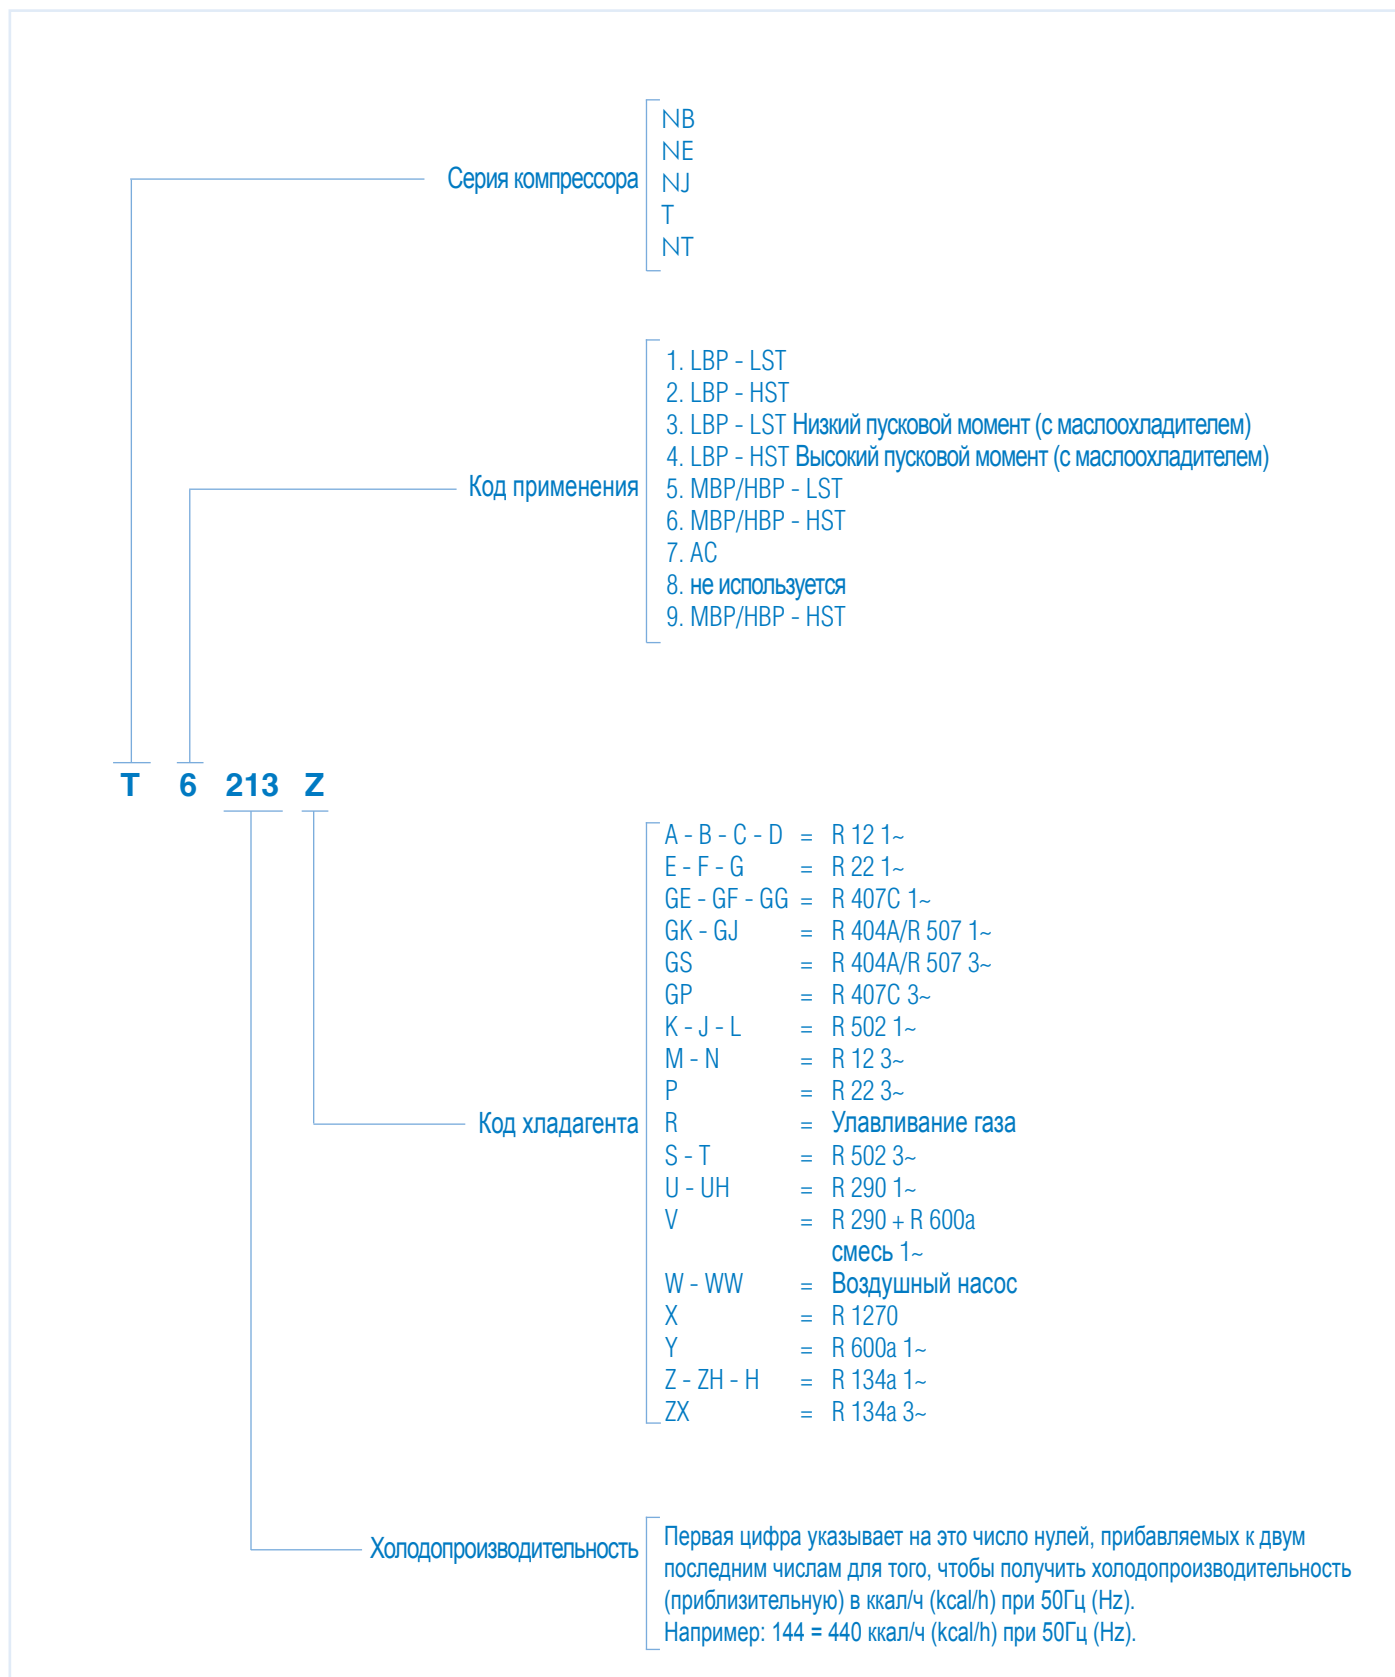 NB
NE
Серия компрессора NJ
T
NT
1. LBP - LST
2. LBP - HST
3. LBP - LST Низкий пусковой момент (с маслоохладителем)
4. LBP - HST Высокий пусковой момент (с маслоохладителем)
Код применения 5. MBP/HBP - LST
6. MBP/HBP - HST
7. AC
8. не используется
9. MBP/HBP - HST
T 6 213 Z
A - B - C - D = R 12 1~
E - F - G = R 22 1~
GE - GF - GG = R 407C 1~
GK - GJ = R 404A/R 507 1~
GS = R 404A/R 507 3~
GP = R 407C 3~
K - J - L = R 502 1~
M - N = R 12 3~
P = R 22 3~
Код хладагента R = Улавливание газа
S - T = R 502 3~
U - UH = R 290 1~
V = R 290 + R 600a
смесь 1~
W - WW = Воздушный насос
X = R 1270
Y = R 600a 1~
Z - ZH - H = R 134a 1~
ZX = R 134a 3~
Холодопроизводительность
Первая цифра указывает на это число нулей, прибавляемых к двум
последним числам для того, чтобы получить холодопроизводительность
(приблизительную) в ккал/ч (kcal/h) при 50Гц (Hz).
Например: 144 = 440 ккал/ч (kcal/h) при 50Гц (Hz).